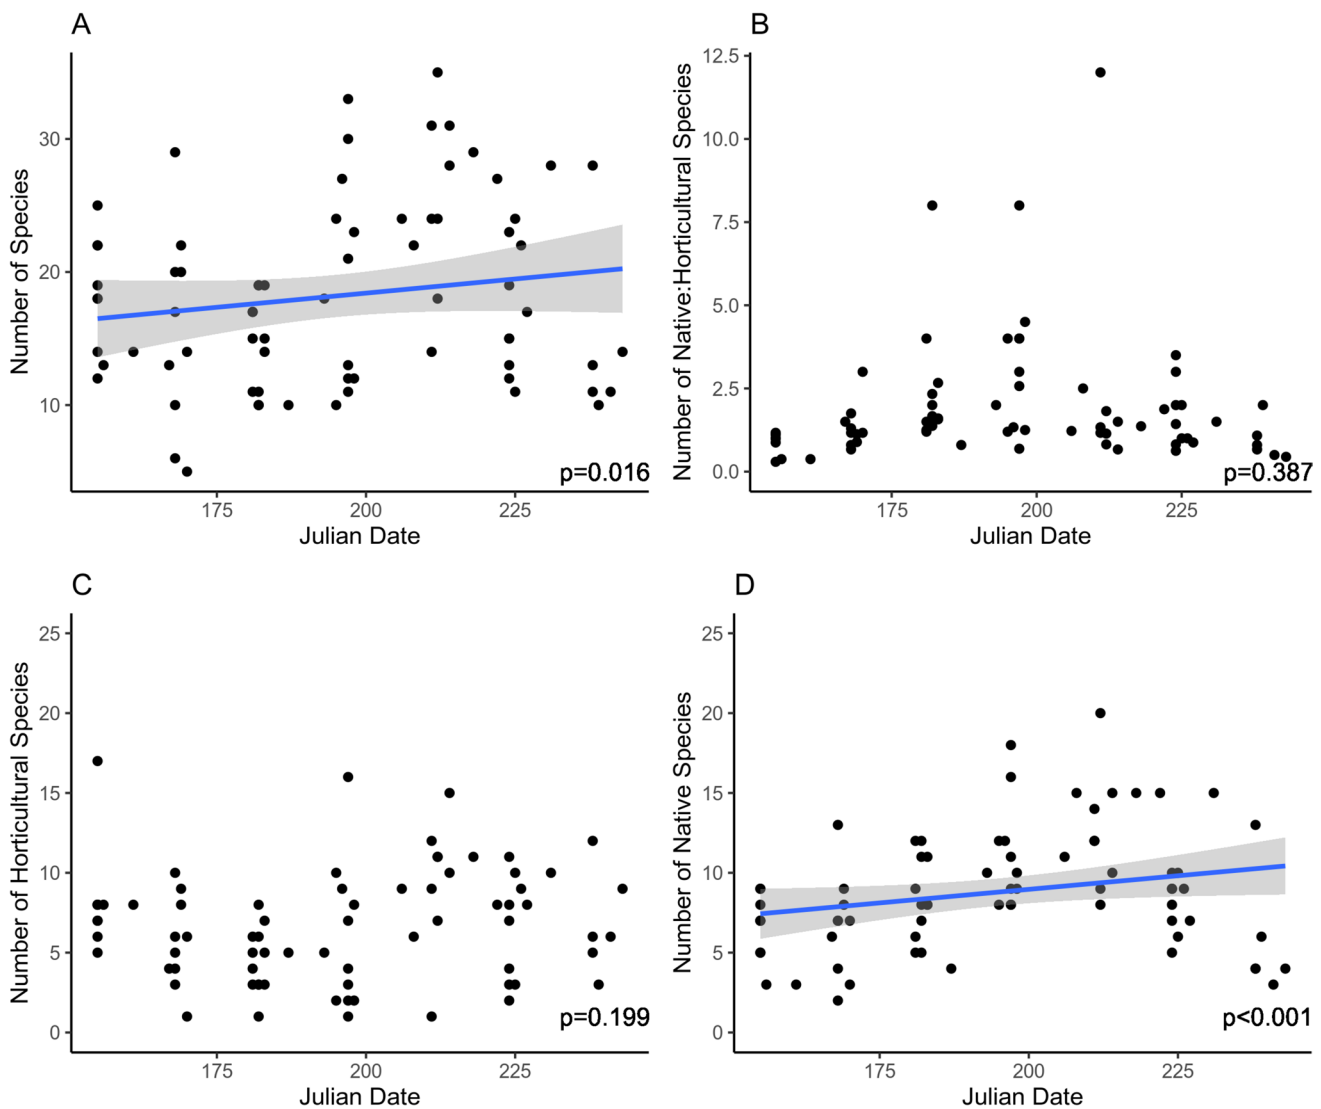 A
Number of Species
30
20
10
p=0.016
175
200
225
Julian Date
B
Number of Native:Horticultural Species
12.5
10.0
7.5
5.0
2.5
0.0
p=0.387
175
200
225
Julian Date
C
Number of Horticultural Species
25
20
15
10
5
0
p=0.199
175
200
225
Julian Date
D
Number of Native Species
25
20
15
10
5
0
p<0.001
175
200
225
Julian Date